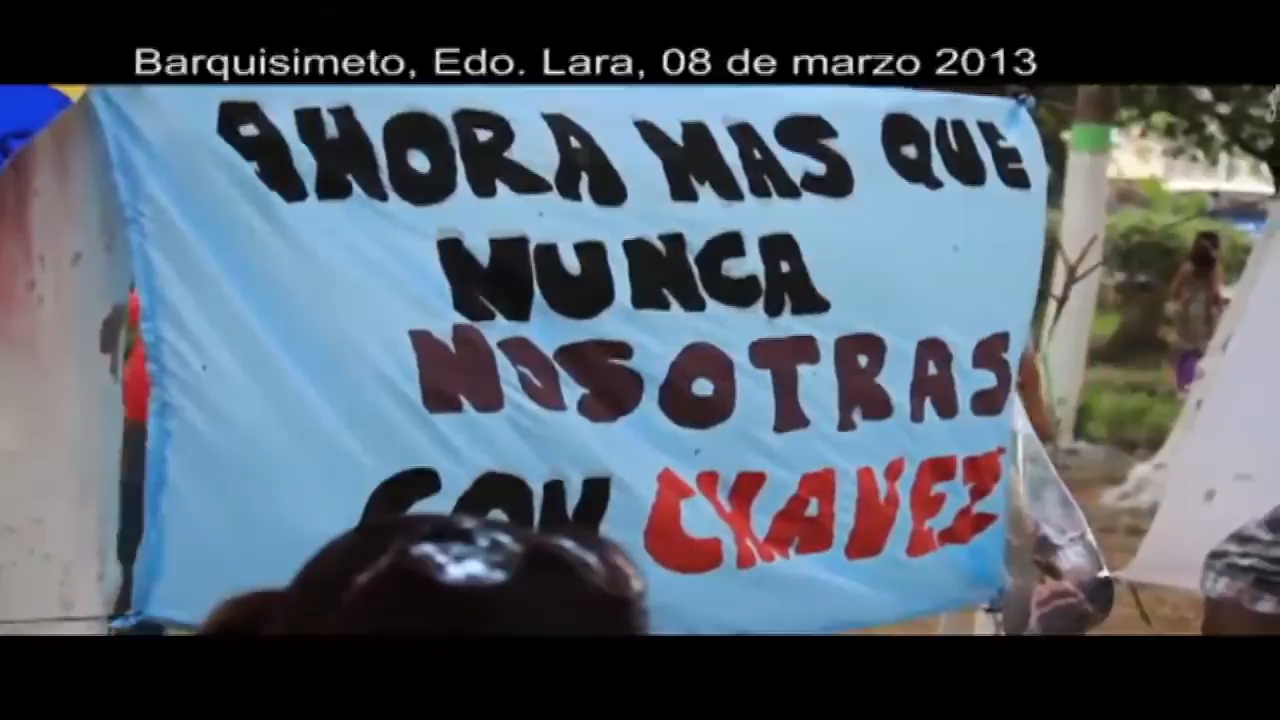 Barquisimeto, Edo. Lara, 08 de marzo 2013
AHORA MAS QUE
NUNCA
NOSOTRAS
CON CHAVEZ